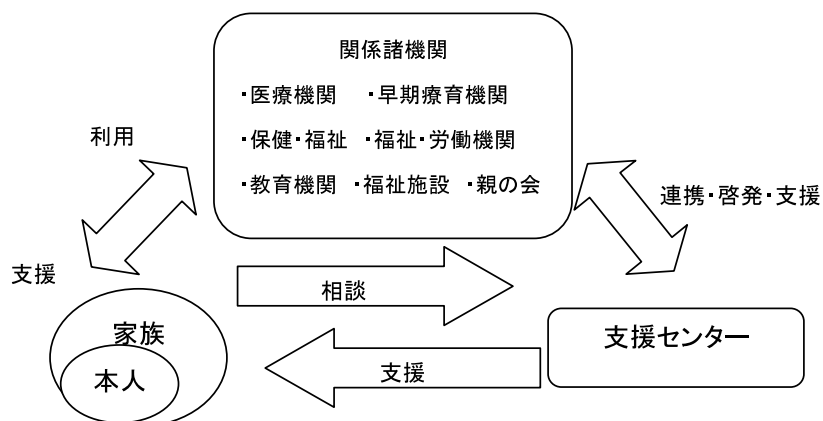 関係諸機関
・医療機関　・早期療育機関
・保健・福祉　・福祉・労働機関
・教育機関　・福祉施設　・親の会
利用
連携・啓発・支援
支援
相談
家族
本人
支援センター
支援